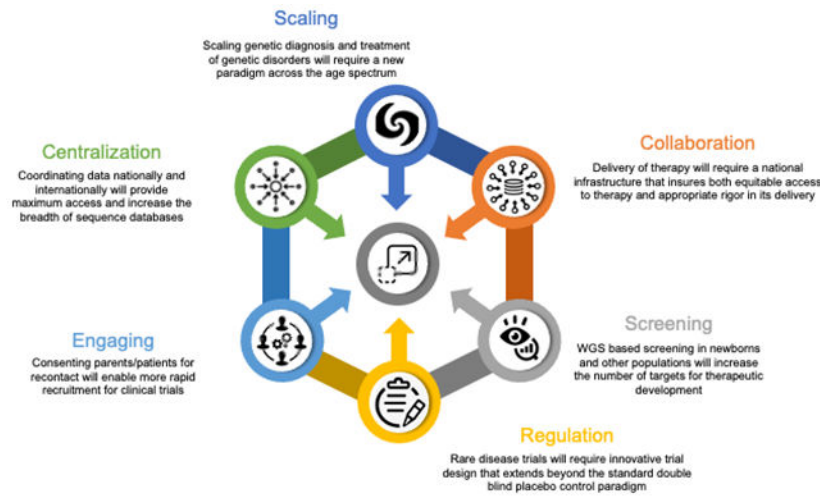 Scaling
Scaling genetic diagnosis and treatment
of genetic disorders will require a new
paradigm across the age spectrum
Centralization
Coordinating data nationally and
internationally will provide
maximum access and increase the
breadth of sequence databases
Collaboration
Delivery of therapy will require a national
infrastructure that insures both equitable access
to therapy and appropriate rigor in its delivery
Engaging
Consenting parents/patients for
recontact will enable more rapid
recruitment for clinical trials
Screening
WGS based screening in newborns
and other populations will increase
the number of targets for therapeutic
development
Regulation
Rare disease trials will require innovative trial
design that extends beyond the standard double
blind placebo control paradigm